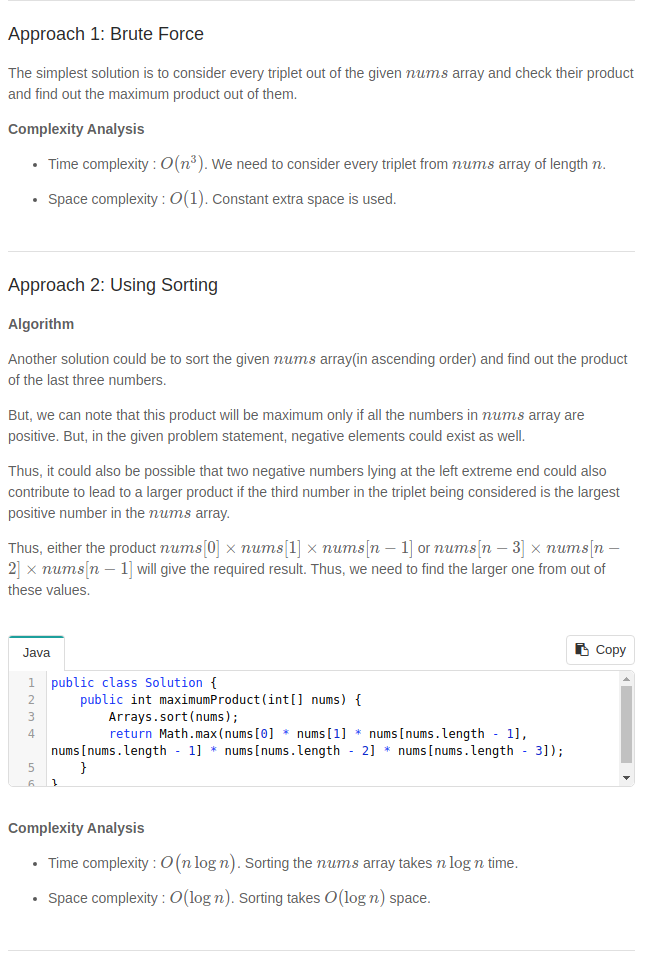 Approach 1: Brute Force
The simplest solution is to consider every triplet out of the given nums array and check their product
and find out the maximum product out of them.
Complexity Analysis
• Time complexity : O(n³). We need to consider every triplet from nums array of length n.
• Space complexity : O(1). Constant extra space is used.
Approach 2: Using Sorting
Algorithm
Another solution could be to sort the given nums array(in ascending order) and find out the product
of the last three numbers.
But, we can note that this product will be maximum only if all the numbers in nums array are
positive. But, in the given problem statement, negative elements could exist as well.
Thus, it could also be possible that two negative numbers lying at the left extreme end could also
contribute to lead to a larger product if the third number in the triplet being considered is the largest
positive number in the nums array.
Thus, either the product nums[0] × nums[1] × nums[n − 1] or nums[n − 3] × nums[n −
2] × nums[n − 1] will give the required result. Thus, we need to find the larger one from out of
these values.
Java
Copy
1 public class Solution {
2     public int maximumProduct(int[] nums) {
3         Arrays.sort(nums);
4         return Math.max(nums[0] * nums[1] * nums[nums.length - 1],
nums[nums.length - 1] * nums[nums.length - 2] * nums[nums.length - 3]);
5     }
6 }
Complexity Analysis
• Time complexity : O(n log n). Sorting the nums array takes n log n time.
• Space complexity : O(log n). Sorting takes O(log n) space.